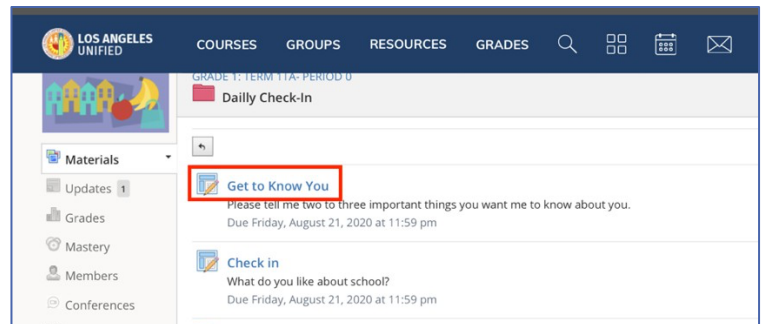 LOS ANGELES
UNIFIED
COURSES GROUPS RESOURCES GRADES
GRADE 1: TERM 11A- PERIOD 0
Dailly Check-In
Materials
Updates 1
Grades
Mastery
Members
Conferences
Get to Know You
Please tell me two to three important things you want me to know about you.
Due Friday, August 21, 2020 at 11:59 pm
Check in
What do you like about school?
Due Friday, August 21, 2020 at 11:59 pm